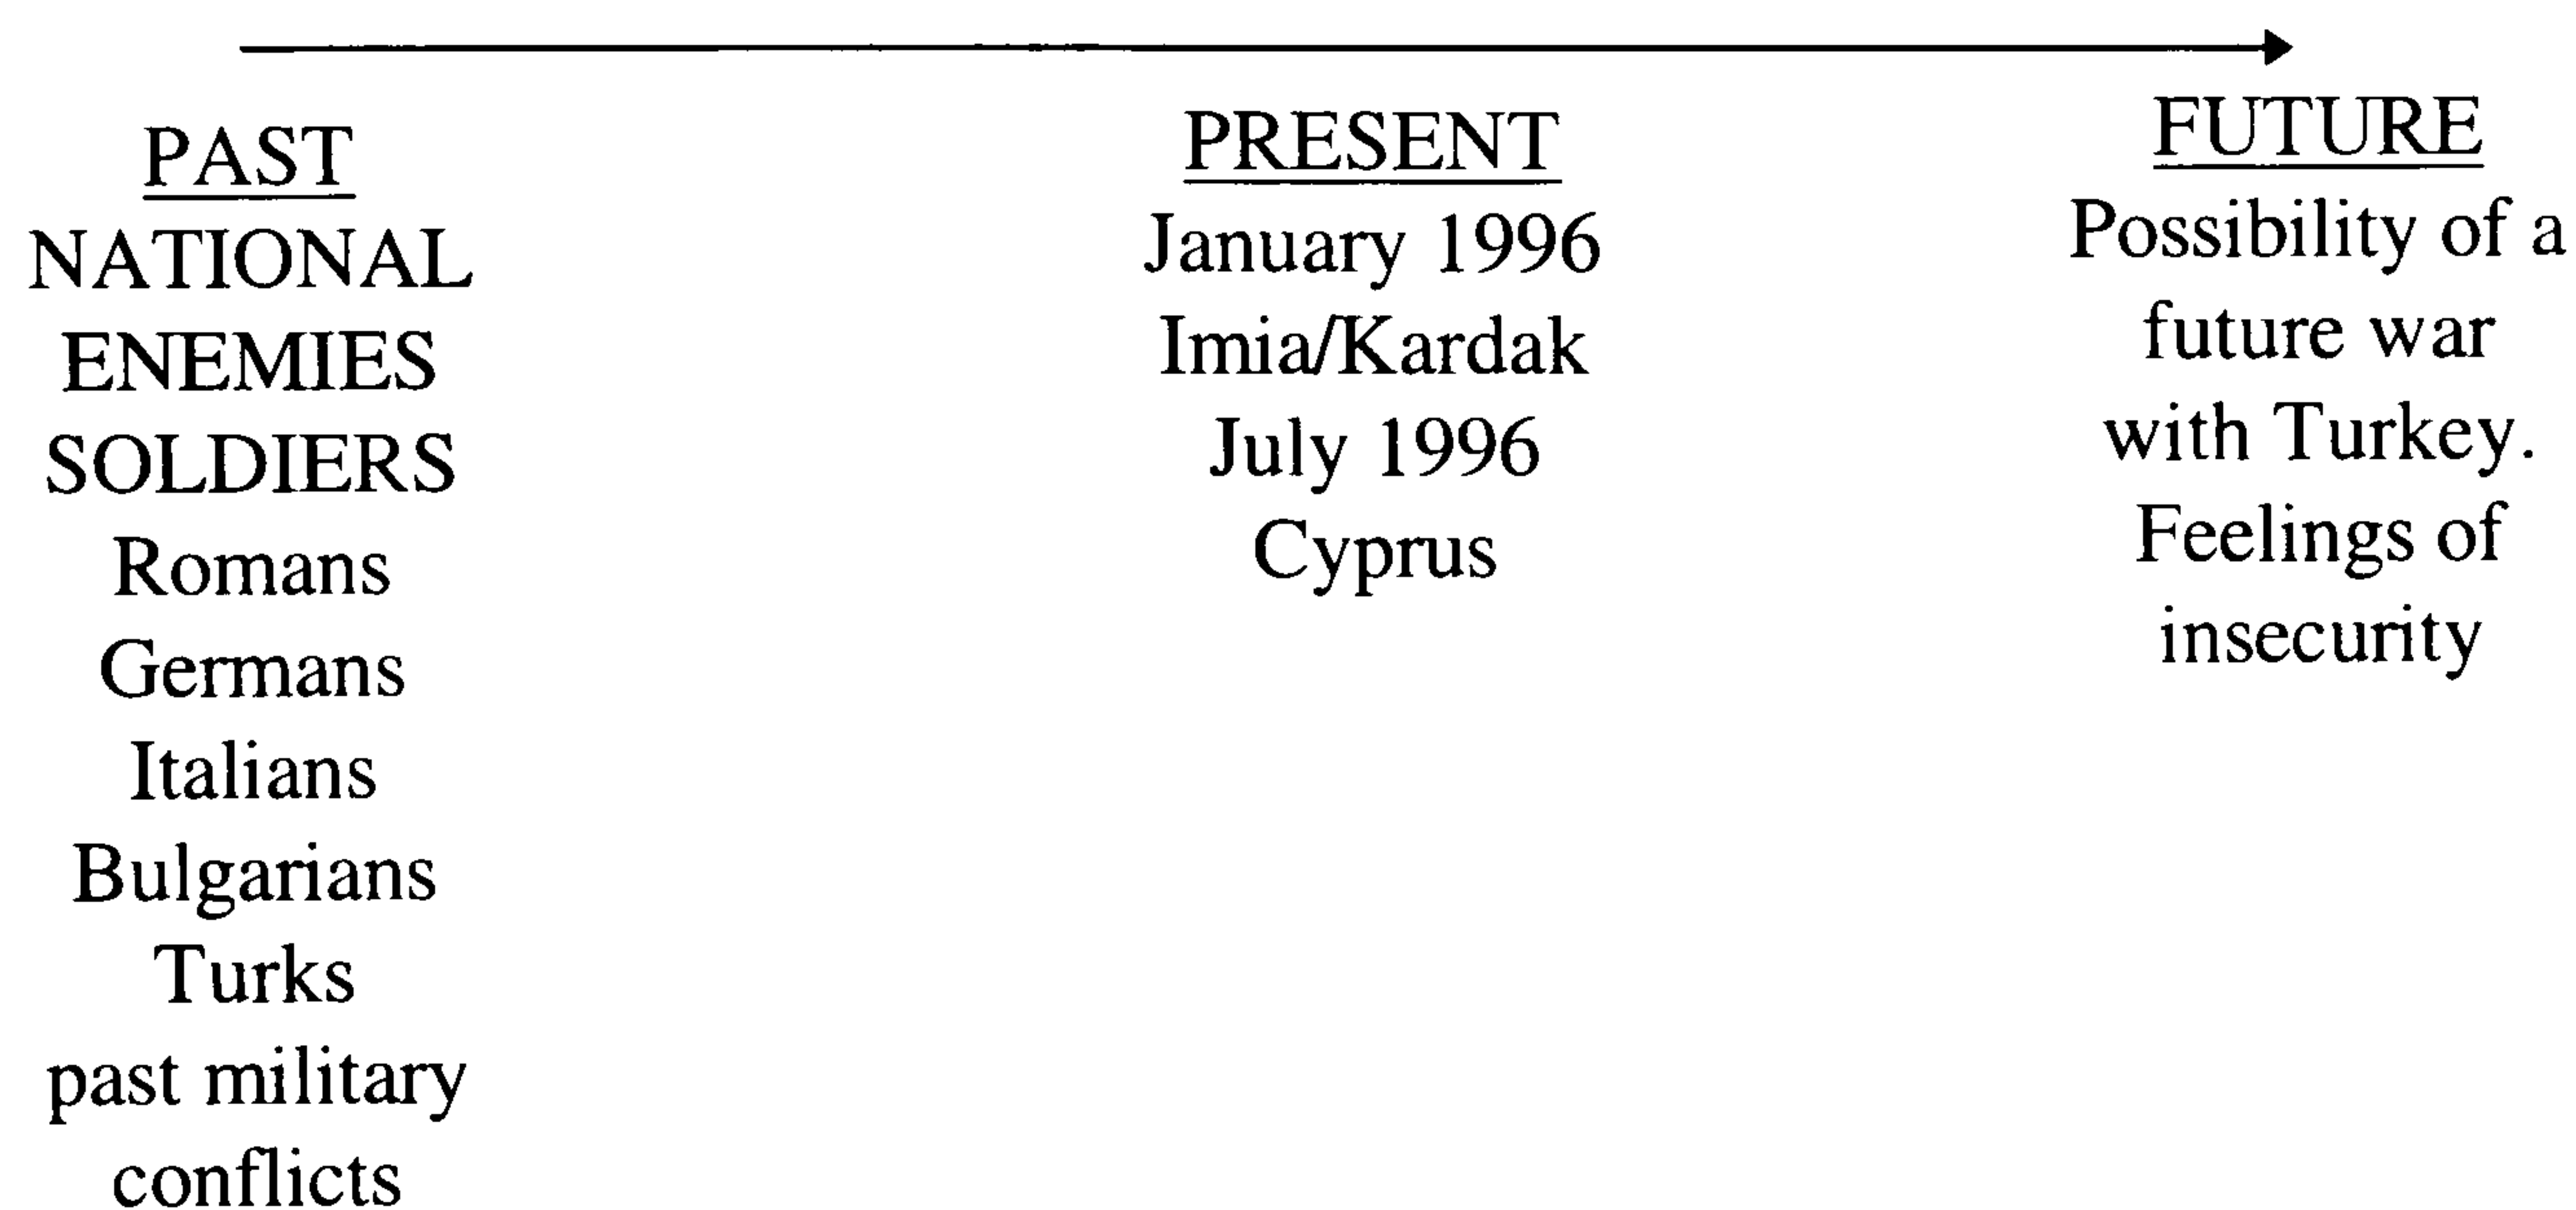 PAST
NATIONAL
ENEMIES
SOLDIERS
Romans
Germans
Italians
Bulgarians
Turks
past military
conflicts
PRESENT
January 1996
Imia/Kardak
July 1996
Cyprus
FUTURE
Possibility of a
future war
with Turkey.
Feelings of
insecurity